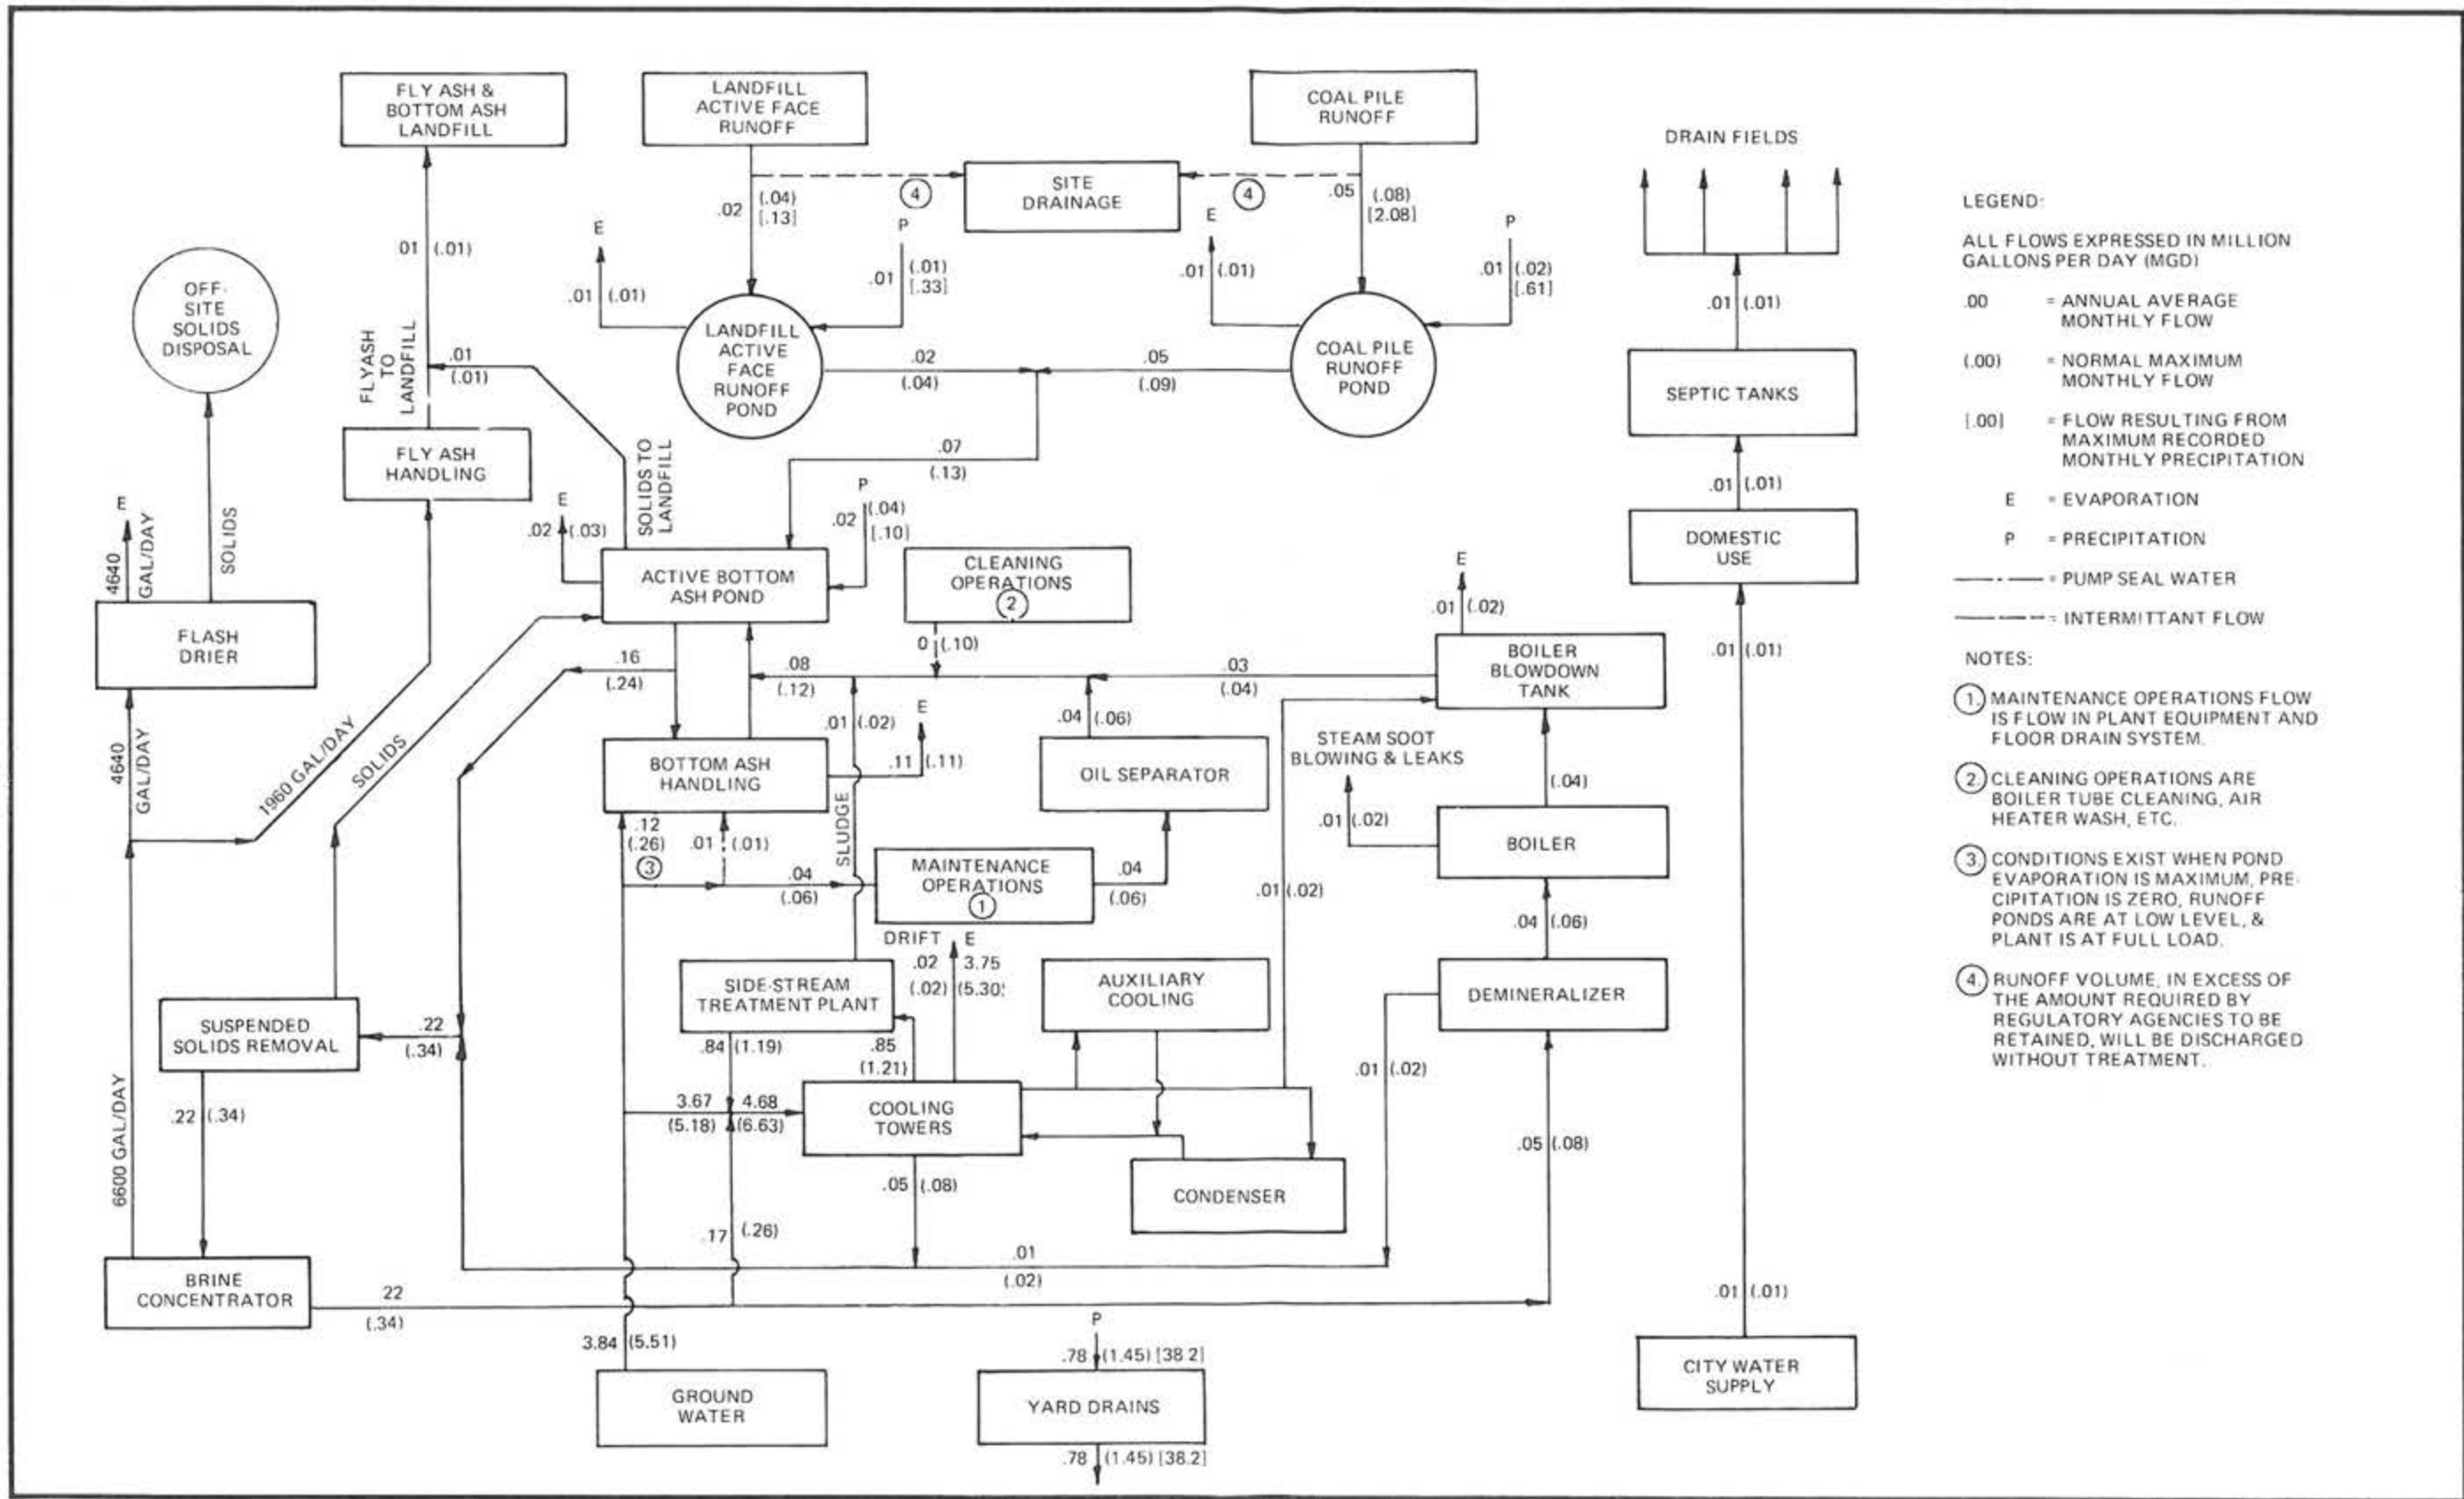 FLY ASH &
BOTTOM ASH
LANDFILL
LANDFILL
ACTIVE FACE
RUNOFF
COAL PILE
RUNOFF
SITE
DRAINAGE
DRAIN FIELDS
4
4
.02
(.04)
[.13]
.05
(.08)
[2.08]
E
P
E
P
.01 (.01)
.01
(.01)
[.33]
.01 (.01)
.01
(.02)
[.61]
01 (.01)
OFF-
SITE
SOLIDS
DISPOSAL
FLYASH
TO
LANDFILL
.01
(.01)
LANDFILL
ACTIVE
FACE
RUNOFF
POND
.02
(.04)
.05
(.09)
COAL PILE
RUNOFF
POND
.01 (.01)
SEPTIC TANKS
.01 (.01)
DOMESTIC
USE
.01 (.01)
.01 (.01)
CITY WATER
SUPPLY
FLY ASH
HANDLING
SOLIDS TO
LANDFILL
.07
(.13)
E
.02 (.03)
P
.02
(.04)
[.10]
E
4640
GAL/DAY
SOLIDS
ACTIVE BOTTOM
ASH POND
CLEANING
OPERATIONS
2
0 (.10)
E
.01 (.02)
FLASH
DRIER
.16
(.24)
.08
(.12)
.03
(.04)
BOILER
BLOWDOWN
TANK
4640
GAL/DAY
1960 GAL/DAY
SOLIDS
.01 (.02)
E
.04 (.06)
STEAM SOOT
BLOWING & LEAKS
BOTTOM ASH
HANDLING
.11 (.11)
OIL SEPARATOR
(.04)
.12
(.26)
3
.01 (.01)
SLUDGE
.01 (.02)
BOILER
.04
(.06)
MAINTENANCE
OPERATIONS
1
.04
(.06)
.01 (.02)
.04 (.06)
DRIFT E
.02 3.75
(.02) (5.30)
SIDE-STREAM
TREATMENT PLANT
AUXILIARY
COOLING
DEMINERALIZER
SUSPENDED
SOLIDS REMOVAL
.22
(.34)
.84 (1.19)
.85
(1.21)
.01 (.02)
3.67
(5.18)
4.68
(6.63)
COOLING
TOWERS
.22 (.34)
6600 GAL/DAY
.05 (.08)
CONDENSER
.05 (.08)
.17 (.26)
.01
(.02)
BRINE
CONCENTRATOR
22
(.34)
3.84 (5.51)
P
.78 (1.45) [38.2]
GROUND
WATER
YARD DRAINS
.78 (1.45) [38.2]
LEGEND:
ALL FLOWS EXPRESSED IN MILLION
GALLONS PER DAY (MGD)
.00 = ANNUAL AVERAGE
MONTHLY FLOW
(.00) = NORMAL MAXIMUM
MONTHLY FLOW
[.00] = FLOW RESULTING FROM
MAXIMUM RECORDED
MONTHLY PRECIPITATION
E = EVAPORATION
P = PRECIPITATION
= PUMP SEAL WATER
= INTERMITTANT FLOW
NOTES:
1. MAINTENANCE OPERATIONS FLOW
IS FLOW IN PLANT EQUIPMENT AND
FLOOR DRAIN SYSTEM.
2. CLEANING OPERATIONS ARE
BOILER TUBE CLEANING, AIR
HEATER WASH, ETC.
3. CONDITIONS EXIST WHEN POND
EVAPORATION IS MAXIMUM, PRE-
CIPITATION IS ZERO, RUNOFF
PONDS ARE AT LOW LEVEL, &
PLANT IS AT FULL LOAD.
4. RUNOFF VOLUME, IN EXCESS OF
THE AMOUNT REQUIRED BY
REGULATORY AGENCIES TO BE
RETAINED, WILL BE DISCHARGED
WITHOUT TREATMENT.